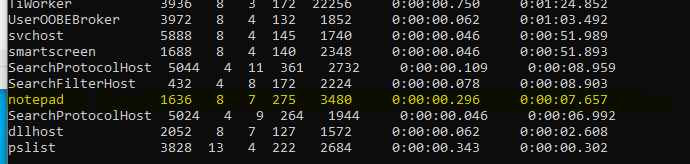 TiWorker 3936 8 3 172 22256 0:00:00.750 0:01:24.852
UserOOBEBroker 3972 8 4 132 1852 0:00:00.062 0:01:03.492
svchost 5888 8 4 145 1740 0:00:00.046 0:00:51.989
smartscreen 1688 8 4 140 2348 0:00:00.046 0:00:51.893
SearchProtocolHost 5044 4 11 361 2732 0:00:00.109 0:00:08.959
SearchFilterHost 432 4 8 172 2224 0:00:00.078 0:00:08.903
notepad 1636 8 7 275 3480 0:00:00.296 0:00:07.657
SearchProtocolHost 5024 4 9 264 1944 0:00:00.046 0:00:06.992
dllhost 2052 8 7 127 1572 0:00:00.062 0:00:02.608
pslist 3828 13 4 222 2684 0:00:00.343 0:00:00.302